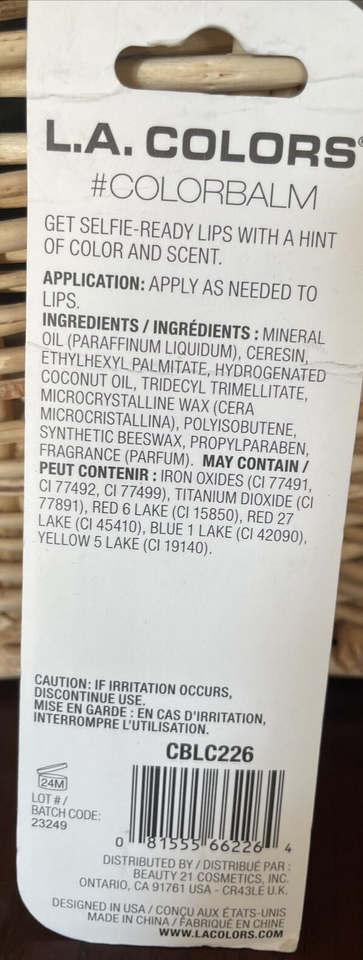 L.A. COLORS®
#COLORBALM
GET SELFIE-READY LIPS WITH A HINT
OF COLOR AND SCENT.
APPLICATION: APPLY AS NEEDED TO
LIPS.
INGREDIENTS / INGRÉDIENTS : MINERAL
OIL (PARAFFINUM LIQUIDUM), CERESIN,
ETHYLHEXYL PALMITATE, HYDROGENATED
COCONUT OIL, TRIDECYL TRIMELLITATE,
MICROCRYSTALLINE WAX (CERA
MICROCRISTALLINA), POLYISOBUTENE,
SYNTHETIC BEESWAX, PROPYLPARABEN,
FRAGRANCE (PARFUM). MAY CONTAIN /
PEUT CONTENIR : IRON OXIDES (CI 77491,
CI 77492, CI 77499), TITANIUM DIOXIDE (CI
77891), RED 6 LAKE (CI 15850), RED 27
LAKE (CI 45410), BLUE 1 LAKE (CI 42090),
YELLOW 5 LAKE (CI 19140).
CAUTION: IF IRRITATION OCCURS,
DISCONTINUE USE.
MISE EN GARDE : EN CAS D'IRRITATION,
INTERROMPRE L'UTILISATION.
CBLC226
24M
LOT # /
BATCH CODE:
23249
0 81555 66226 4
DISTRIBUTED BY / DISTRIBUÉ PAR :
BEAUTY 21 COSMETICS, INC.
ONTARIO, CA 91761 USA - CR43LE U.K.
DESIGNED IN USA / CONÇU AUX ÉTATS-UNIS
MADE IN CHINA / FABRIQUÉ EN CHINE
WWW.LACOLORS.COM